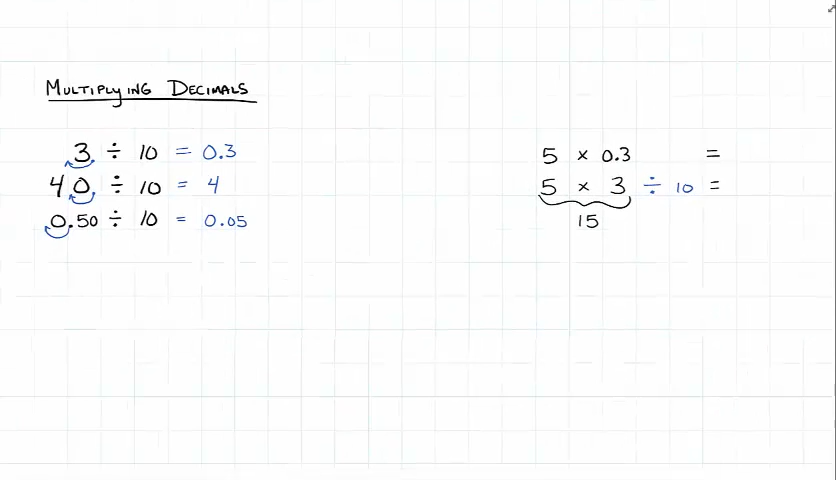 MULTIPLYING DECIMALS
3. ÷ 10 = 0.3
40. ÷ 10 = 4
0.50 ÷ 10 = 0.05
5 × 0.3 =
5 × 3 ÷ 10 =
15